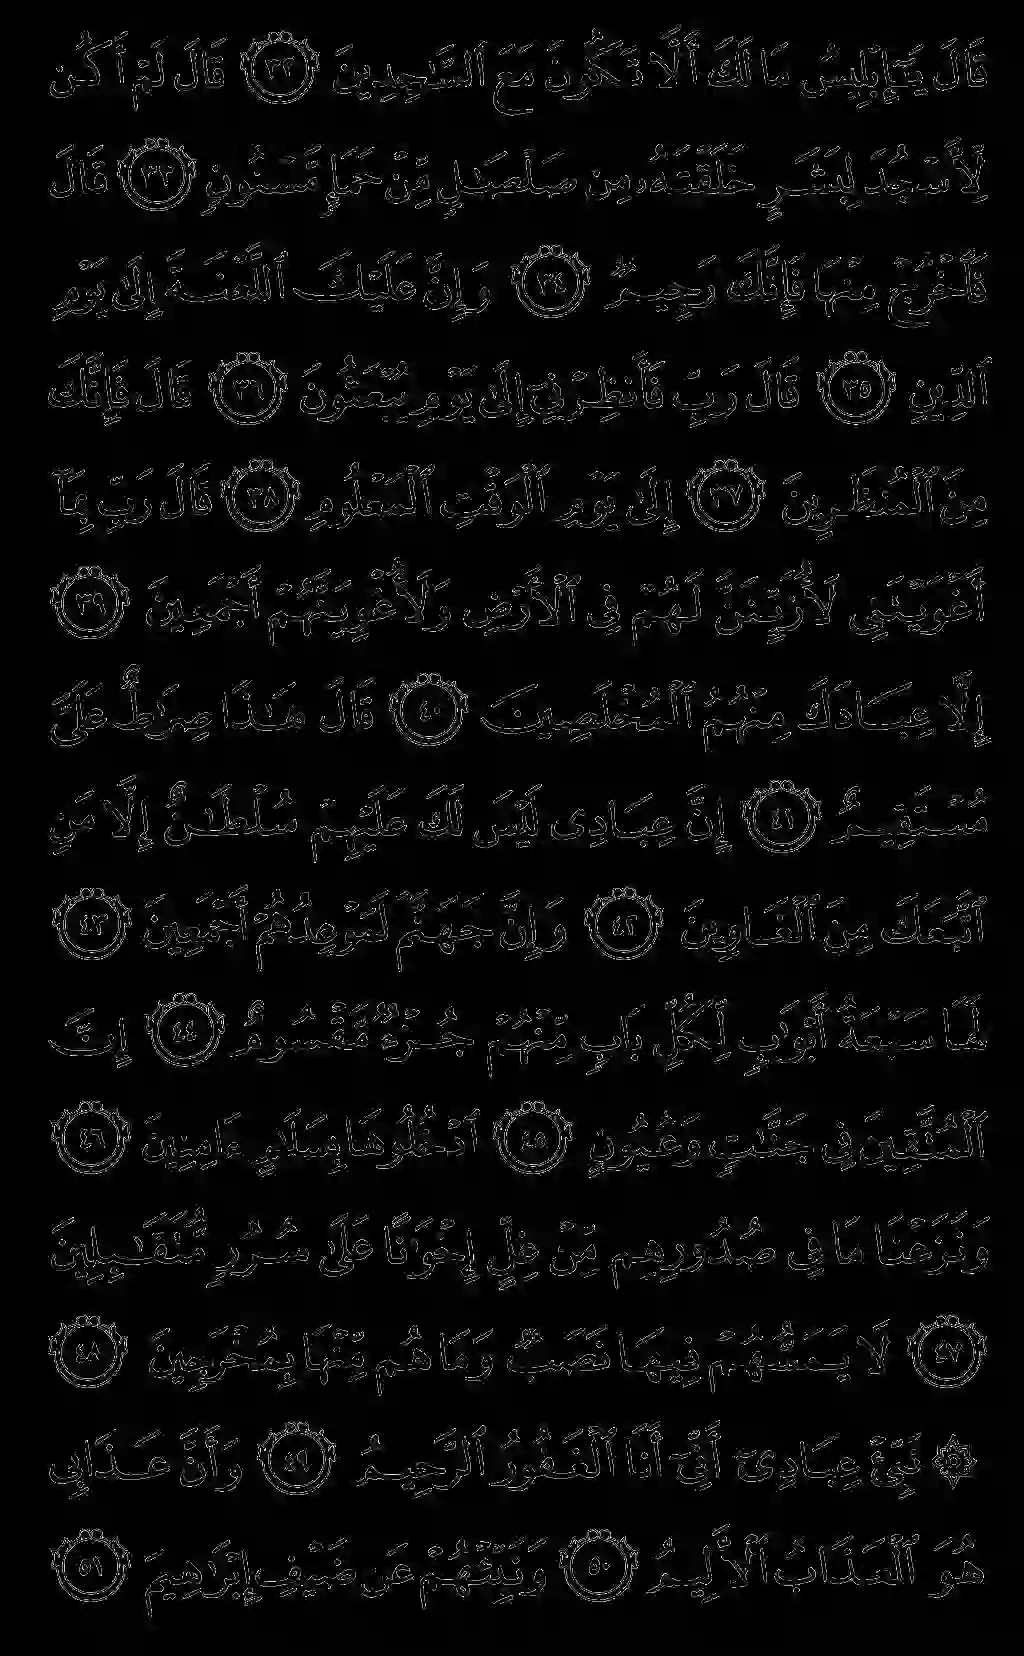 قَالَ يَـٰٓإِبْلِيسُ مَا لَكَ أَلَّا تَكُونَ مَعَ ٱلسَّـٰجِدِينَ ٣٢ قَالَ لَمْ أَكُن
لِّأَسْجُدَ لِبَشَرٍ خَلَقْتَهُۥ مِن صَلْصَـٰلٍ مِّنْ حَمَإٍ مَّسْنُونٍ ٣٣ قَالَ
فَٱخْرُجْ مِنْهَا فَإِنَّكَ رَجِيمٌ ٣٤ وَإِنَّ عَلَيْكَ ٱللَّعْنَةَ إِلَىٰ يَوْمِ
ٱلدِّينِ ٣٥ قَالَ رَبِّ فَأَنظِرْنِىٓ إِلَىٰ يَوْمِ يُبْعَثُونَ ٣٦ قَالَ فَإِنَّكَ
مِنَ ٱلْمُنظَرِينَ ٣٧ إِلَىٰ يَوْمِ ٱلْوَقْتِ ٱلْمَعْلُومِ ٣٨ قَالَ رَبِّ بِمَآ
أَغْوَيْتَنِى لَأُزَيِّنَنَّ لَهُمْ فِى ٱلْأَرْضِ وَلَأُغْوِيَنَّهُمْ أَجْمَعِينَ ٣٩
إِلَّا عِبَادَكَ مِنْهُمُ ٱلْمُخْلَصِينَ ٤٠ قَالَ هَـٰذَا صِرَٰطٌ عَلَىَّ
مُسْتَقِيمٌ ٤١ إِنَّ عِبَادِى لَيْسَ لَكَ عَلَيْهِمْ سُلْطَـٰنٌ إِلَّا مَنِ
ٱتَّبَعَكَ مِنَ ٱلْغَاوِينَ ٤٢ وَإِنَّ جَهَنَّمَ لَمَوْعِدُهُمْ أَجْمَعِينَ ٤٣
لَهَا سَبْعَةُ أَبْوَٰبٍ لِّكُلِّ بَابٍ مِّنْهُمْ جُزْءٌ مَّقْسُومٌ ٤٤ إِنَّ
ٱلْمُتَّقِينَ فِى جَنَّـٰتٍ وَعُيُونٍ ٤٥ ٱدْخُلُوهَا بِسَلَـٰمٍ ءَامِنِينَ ٤٦
وَنَزَعْنَا مَا فِى صُدُورِهِم مِّنْ غِلٍّ إِخْوَٰنًا عَلَىٰ سُرُرٍ مُّتَقَـٰبِلِينَ
٤٧ لَا يَمَسُّهُمْ فِيهَا نَصَبٌ وَمَا هُم مِّنْهَا بِمُخْرَجِينَ ٤٨
۞ نَبِّئْ عِبَادِىٓ أَنِّىٓ أَنَا ٱلْغَفُورُ ٱلرَّحِيمُ ٤٩ وَأَنَّ عَذَابِى
هُوَ ٱلْعَذَابُ ٱلْأَلِيمُ ٥٠ وَنَبِّئْهُمْ عَن ضَيْفِ إِبْرَٰهِيمَ ٥١